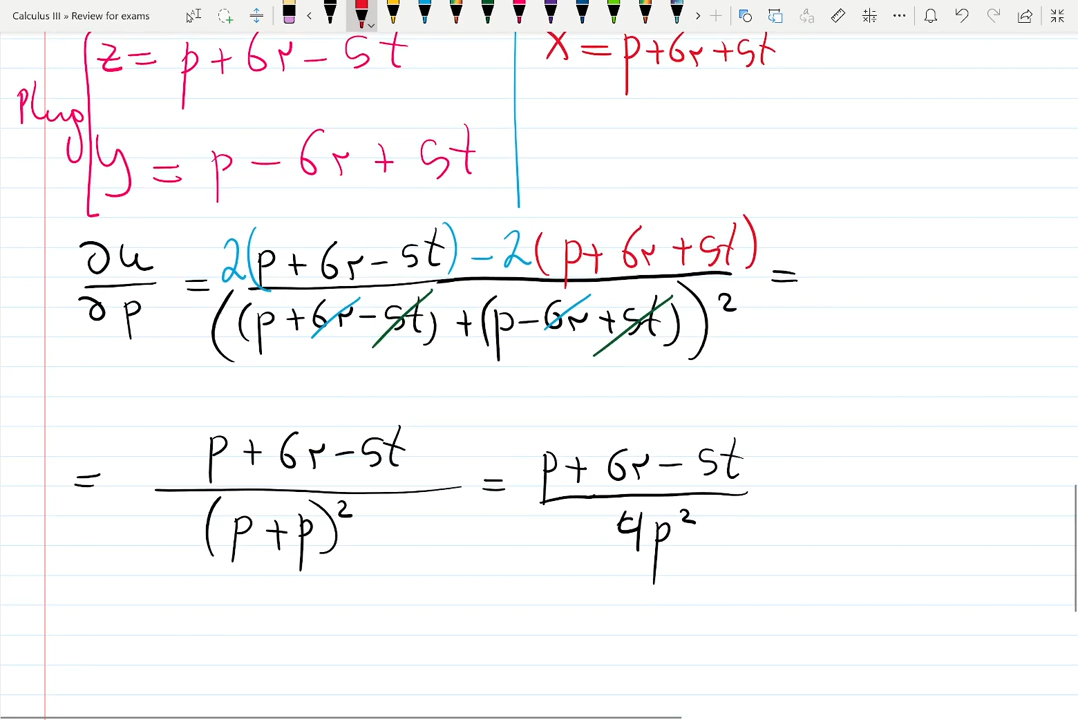 Calculus III » Review for exams
z = p + 6r - 5t
x = p + 6r + 5t
Plug
y = p - 6r + 5t
∂u/∂p = 2(p + 6r - 5t) - 2(p + 6r + 5t) / ((p + 6r - 5t) + (p - 6r + 5t))² =
= p + 6r - 5t / (p + p)² = p + 6r - 5t / 4p²